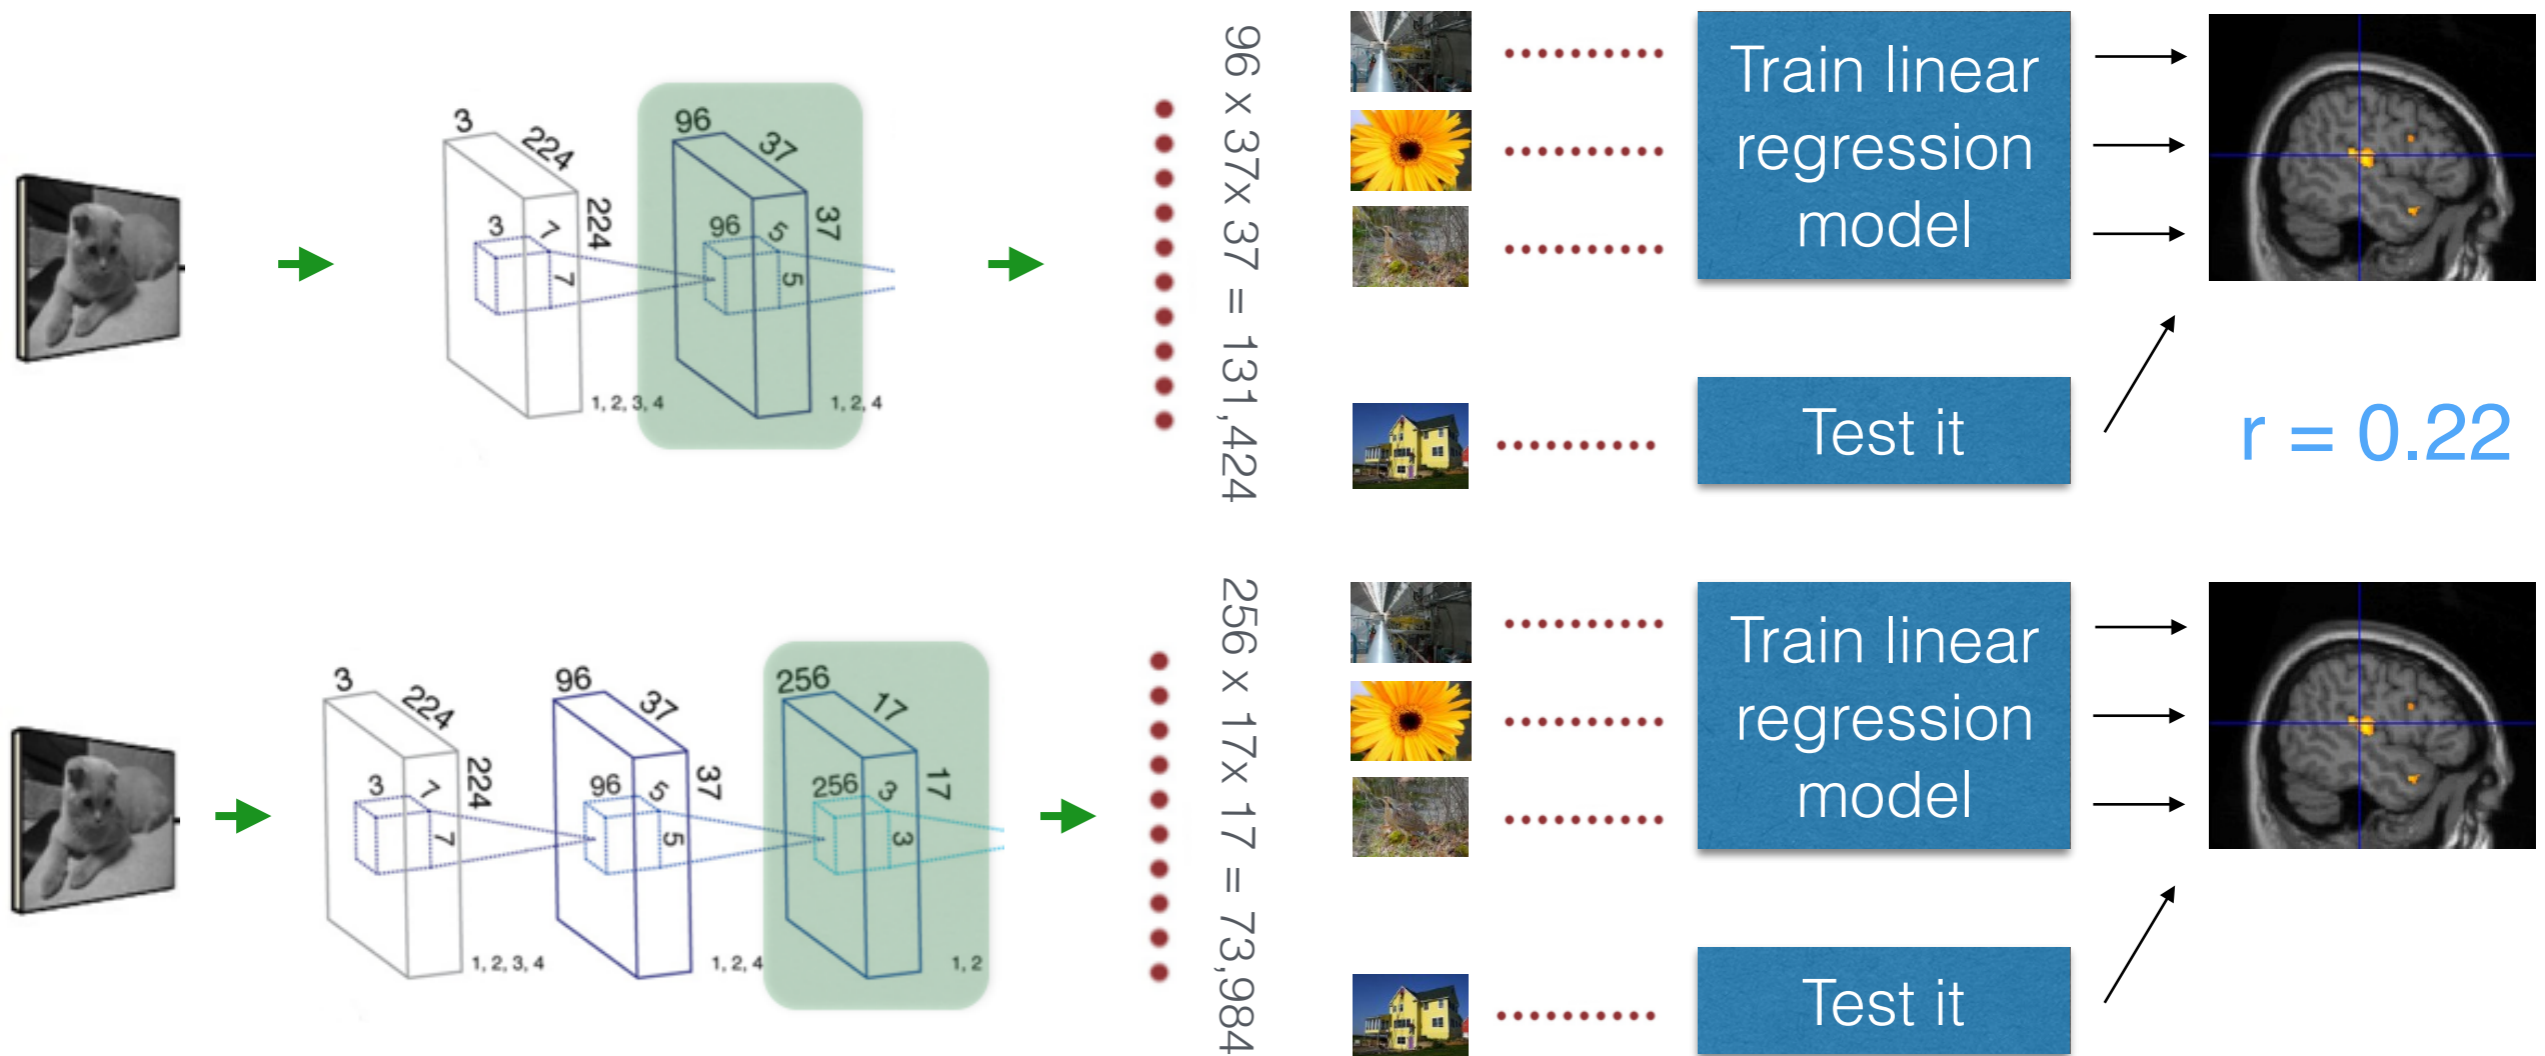 3
224
224
3
7
7
1, 2, 3, 4
96
37
37
96
5
5
1, 2, 4
96 x 37x 37 = 131,424
Train linear
regression
model
Test it
r = 0.22
3
224
224
3
7
7
1, 2, 3, 4
96
37
37
96
5
5
1, 2, 4
256
17
17
256
3
3
1, 2
256 x 17x 17 = 73,984
Train linear
regression
model
Test it